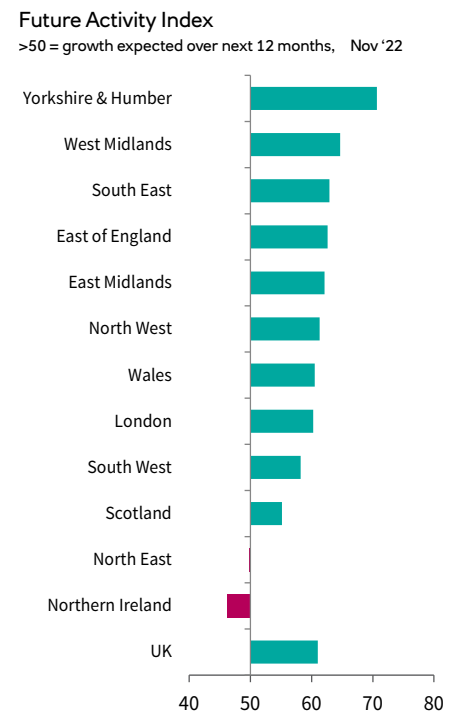 Future Activity Index
>50 = growth expected over next 12 months, Nov ‘22
Yorkshire & Humber
West Midlands
South East
East of England
East Midlands
North West
Wales
London
South West
Scotland
North East
Northern Ireland
UK
40 50 60 70 80